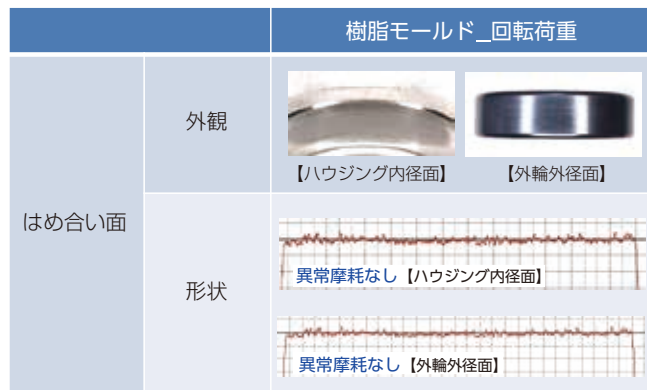 樹脂モールド_回転荷重
はめ合い面
外観
【ハウジング内径面】
【外輪外径面】
形状
異常摩耗なし【ハウジング内径面】
異常摩耗なし【外輪外径面】